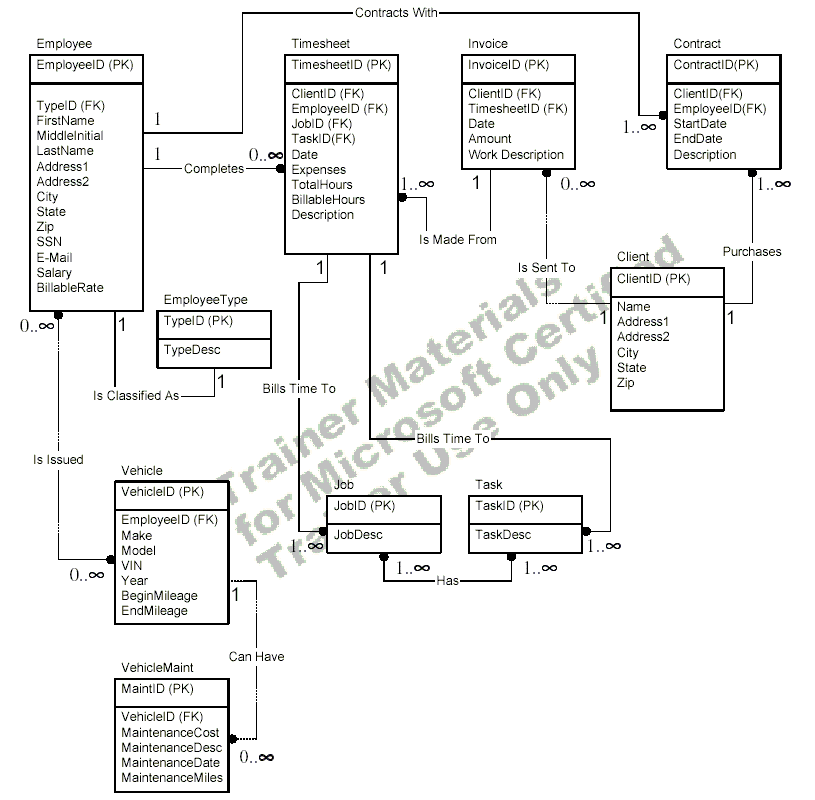 Contracts With
Employee
EmployeeID (PK)
TypeID (FK)
FirstName
MiddleInitial
LastName
Address1
Address2
City
State
Zip
SSN
E-Mail
Salary
BillableRate
Timesheet
TimesheetID (PK)
ClientID (FK)
EmployeeID (FK)
JobID (FK)
TaskID(FK)
Date
Expenses
TotalHours
BillableHours
Description
Invoice
InvoiceID (PK)
ClientID (FK)
TimesheetID (FK)
Date
Amount
Work Description
Contract
ContractID(PK)
ClientID(FK)
EmployeeID(FK)
StartDate
EndDate
Description
1
1..∞
1
Completes
0..∞
1..∞
1
Is Made From
0..∞
Is Sent To
1
1..∞
Purchases
1
Client
ClientID (PK)
Name
Address1
Address2
City
State
Zip
0..∞
1
1
1
EmployeeType
TypeID (PK)
TypeDesc
1
Is Classified As
Bills Time To
Bills Time To
Is Issued
0..∞
Vehicle
VehicleID (PK)
EmployeeID (FK)
Make
Model
VIN
Year
BeginMileage
EndMileage
1
Job
JobID (PK)
JobDesc
1..∞
1..∞
Has
Task
TaskID (PK)
TaskDesc
1..∞
1..∞
Can Have
VehicleMaint
MaintID (PK)
VehicleID (FK)
MaintenanceCost
MaintenanceDesc
MaintenanceDate
MaintenanceMiles
0..∞
Trainer Materials
for Microsoft Certified
Trainer Use Only